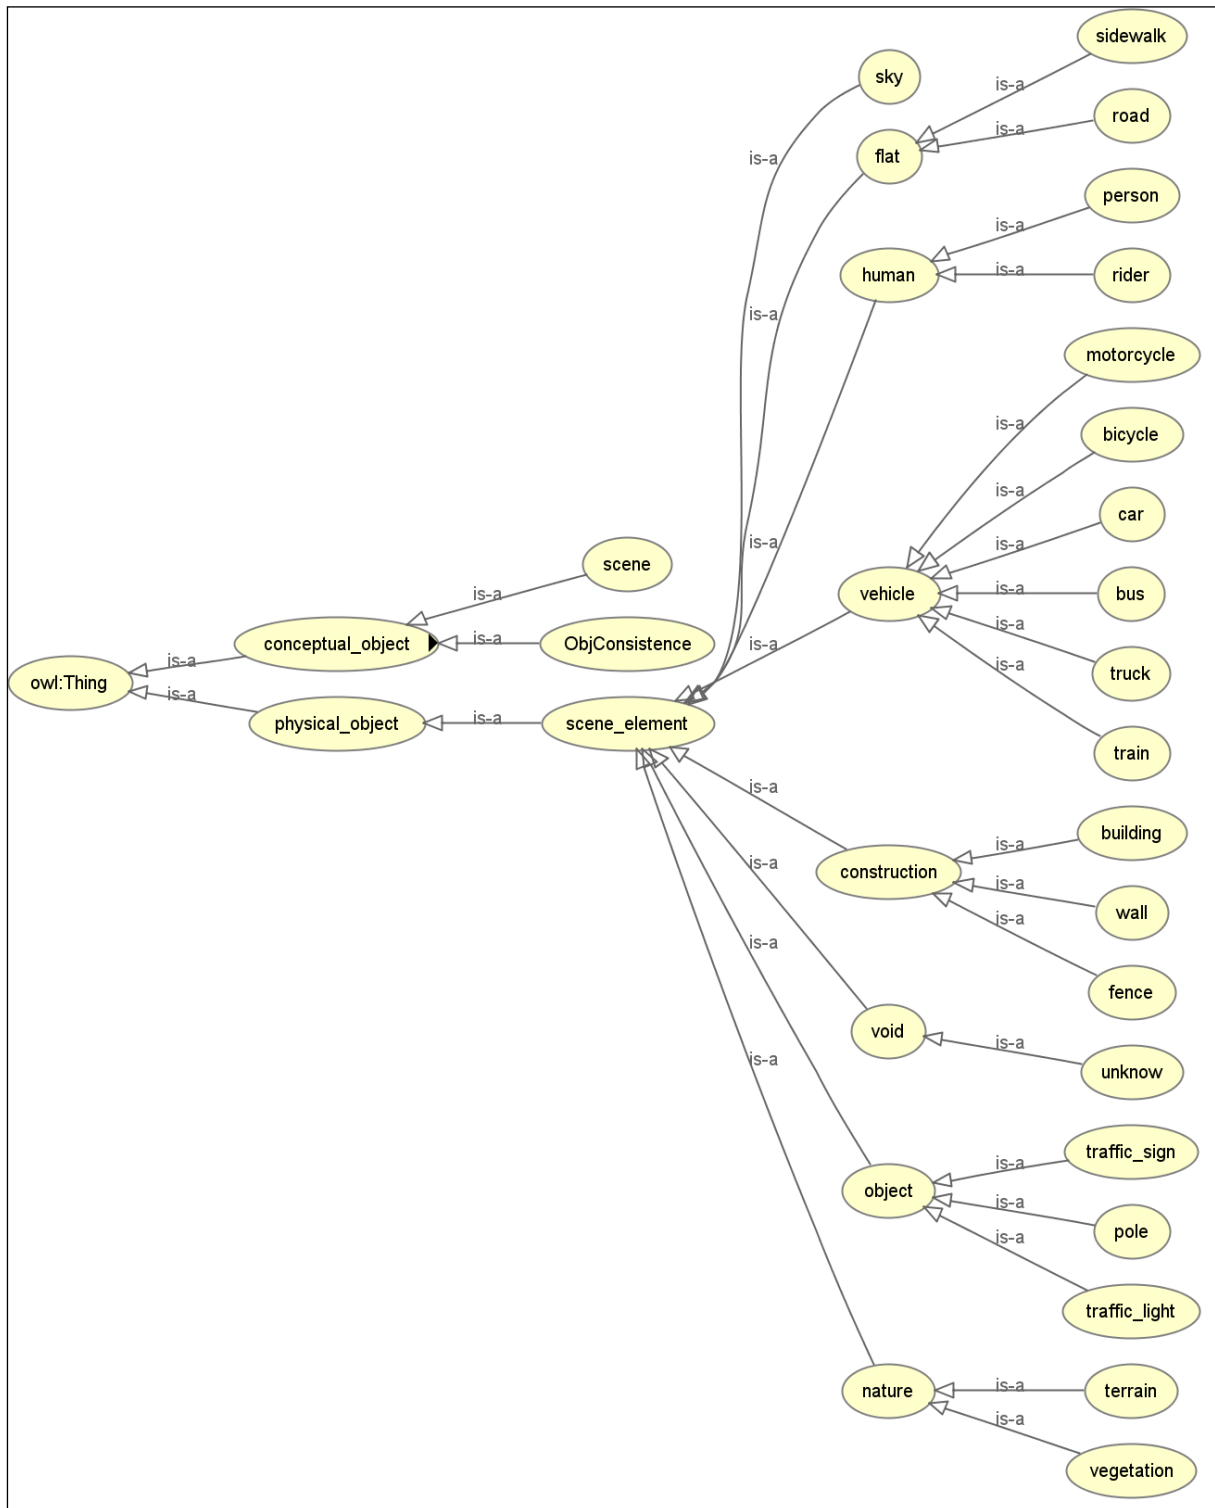 sidewalk
sky
is-a
road
is-a
is-a
flat
person
is-a
human
is-a
rider
is-a
motorcycle
is-a
bicycle
is-a
car
is-a
is-a
scene
is-a
vehicle
is-a
bus
is-a
conceptual_object
is-a
ObjConsistence
is-a
is-a
truck
owl:Thing
is-a
is-a
physical_object
is-a
scene_element
train
is-a
building
is-a
construction
is-a
is-a
wall
is-a
is-a
fence
void
is-a
unknow
is-a
traffic_sign
is-a
object
is-a
pole
is-a
traffic_light
nature
is-a
terrain
is-a
vegetation